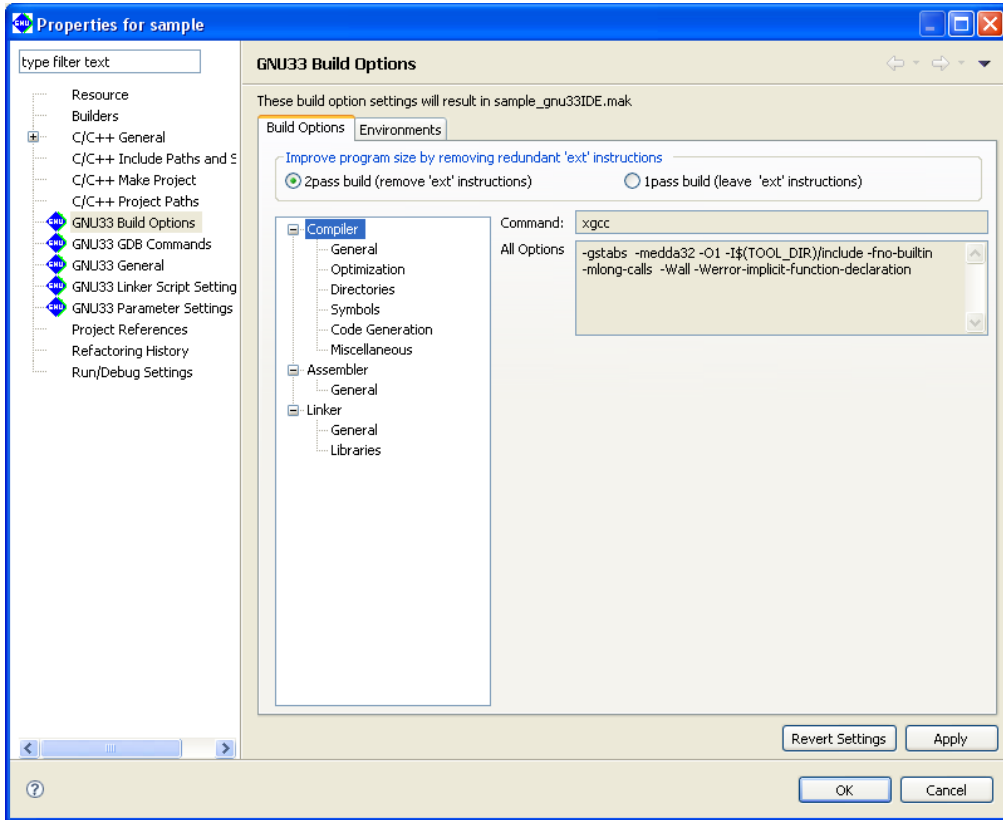 Properties for sample
type filter text
Resource
Builders
C/C++ General
C/C++ Include Paths and S
C/C++ Make Project
C/C++ Project Paths
GNU33 Build Options
GNU33 GDB Commands
GNU33 General
GNU33 Linker Script Setting
GNU33 Parameter Settings
Project References
Refactoring History
Run/Debug Settings
GNU33 Build Options
These build option settings will result in sample_gnu33IDE.mak
Build Options Environments
Improve program size by removing redundant 'ext' instructions
2pass build (remove 'ext' instructions) 1pass build (leave 'ext' instructions)
Compiler
General
Optimization
Directories
Symbols
Code Generation
Miscellaneous
Assembler
General
Linker
General
Libraries
Command: xgcc
All Options -gstabs -medda32 -O1 -I$(TOOL_DIR)/include -fno-builtin
-mlong-calls -Wall -Werror-implicit-function-declaration
Revert Settings Apply
? OK Cancel